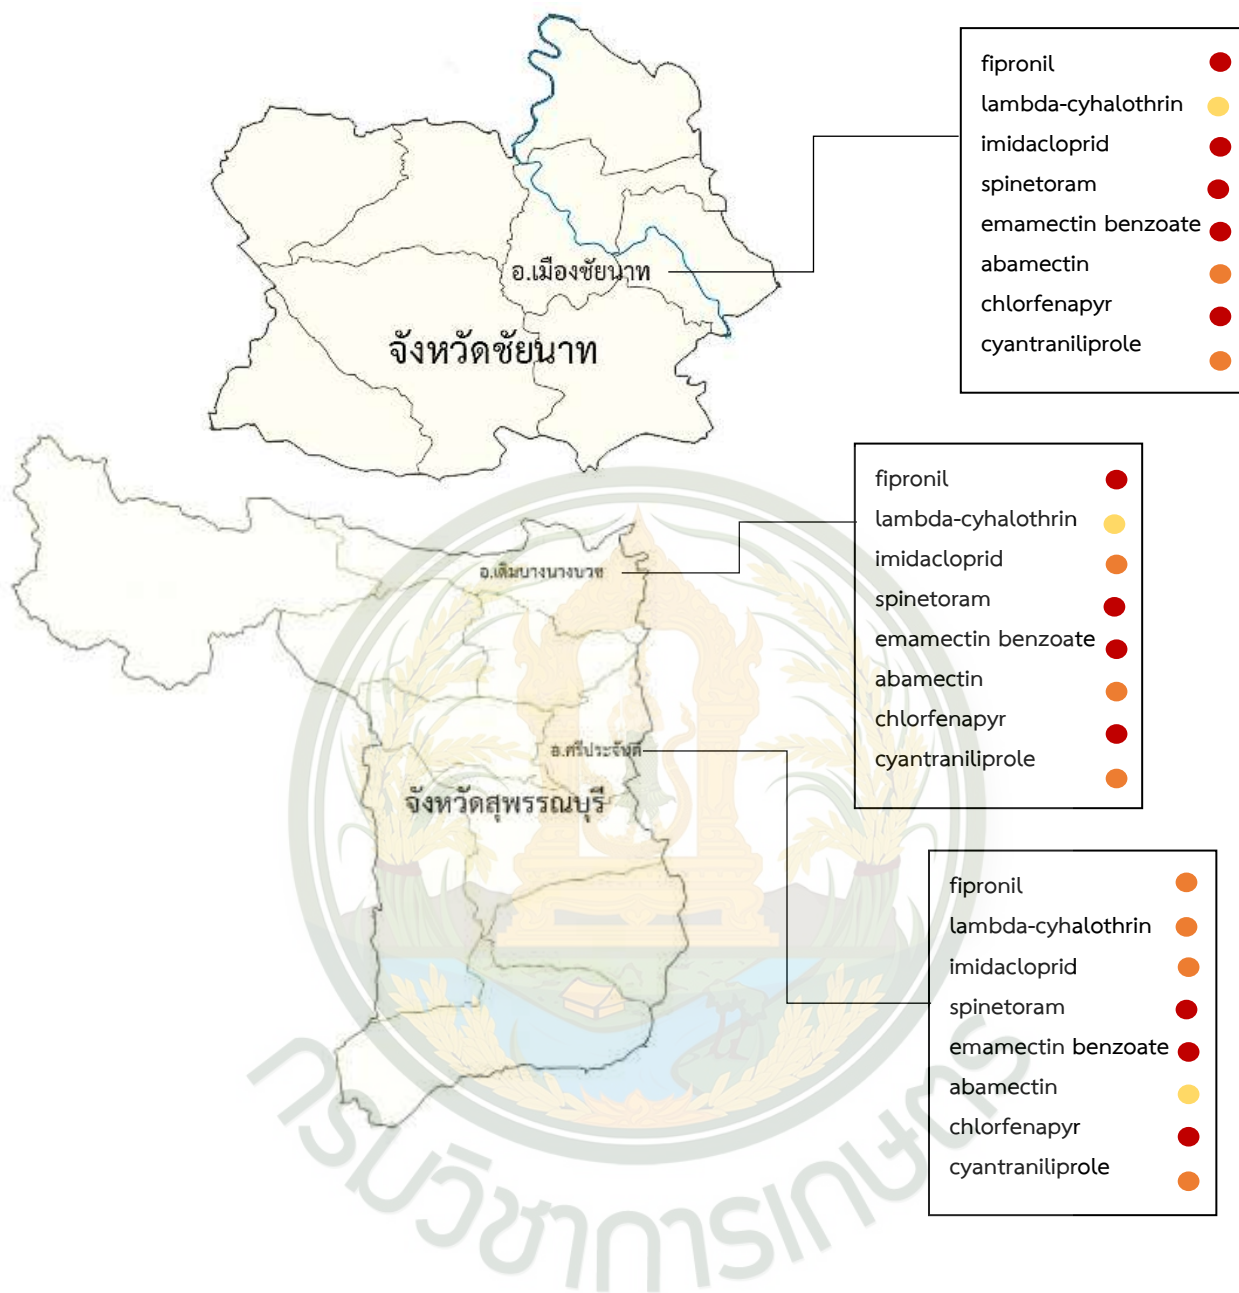 fipronil
lambda-cyhalothrin
imidacloprid
spinetoram
emamectin benzoate
abamectin
chlorfenapyr
cyantraniliprole
อ.เมืองชัยนาท
จังหวัดชัยนาท
fipronil
lambda-cyhalothrin
imidacloprid
spinetoram
emamectin benzoate
abamectin
chlorfenapyr
cyantraniliprole
อ.เดิมบางนางบวช
อ.ศรีประจันต์
จังหวัดสุพรรณบุรี
fipronil
lambda-cyhalothrin
imidacloprid
spinetoram
emamectin benzoate
abamectin
chlorfenapyr
cyantraniliprole
กรมวิชาการเกษตร